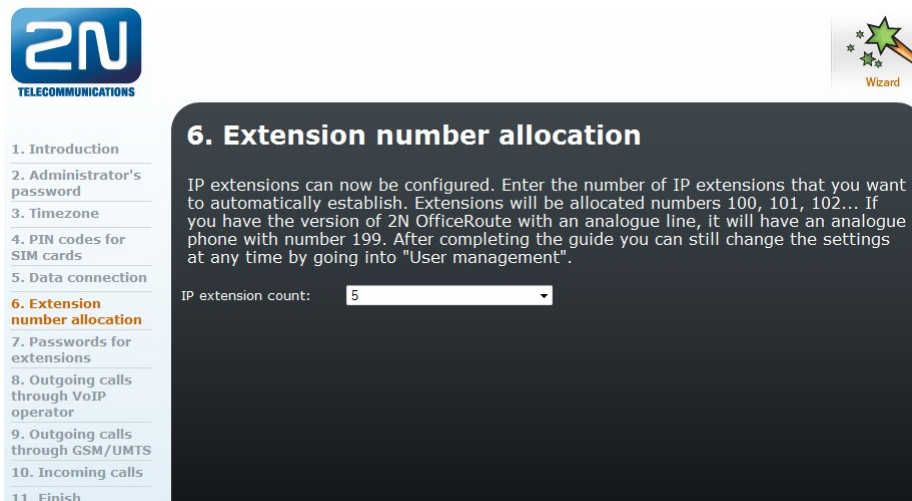 2N
TELECOMMUNICATIONS
Wizard
1. Introduction
2. Administrator's
password
3. Timezone
4. PIN codes for
SIM cards
5. Data connection
6. Extension
number allocation
7. Passwords for
extensions
8. Outgoing calls
through VoIP
operator
9. Outgoing calls
through GSM/UMTS
10. Incoming calls
11. Finish
6. Extension number allocation
IP extensions can now be configured. Enter the number of IP extensions that you want
to automatically establish. Extensions will be allocated numbers 100, 101, 102... If
you have the version of 2N OfficeRoute with an analogue line, it will have an analogue
phone with number 199. After completing the guide you can still change the settings
at any time by going into "User management".
IP extension count: 5